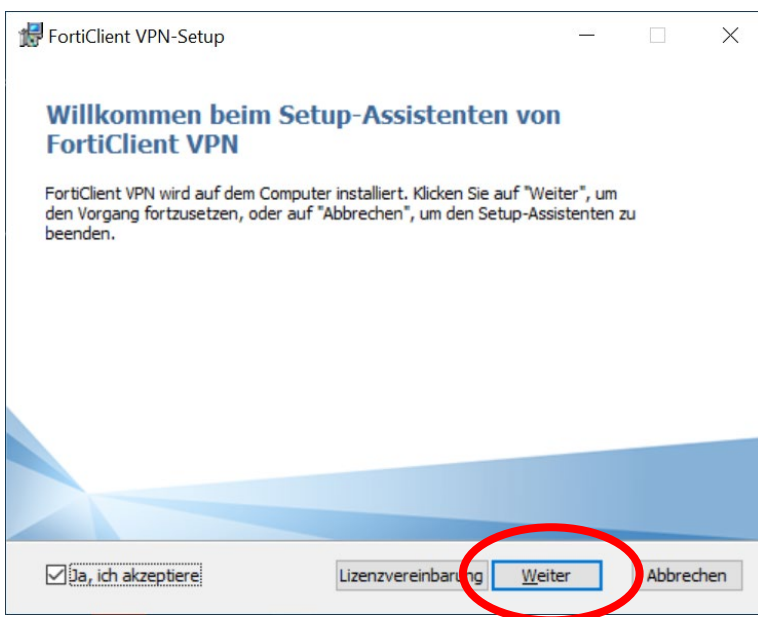 FortiClient VPN-Setup
Willkommen beim Setup-Assistenten von
FortiClient VPN
FortiClient VPN wird auf dem Computer installiert. Klicken Sie auf "Weiter", um
den Vorgang fortzusetzen, oder auf "Abbrechen", um den Setup-Assistenten zu
beenden.
Ja, ich akzeptiere Lizenzvereinbarung Weiter Abbrechen